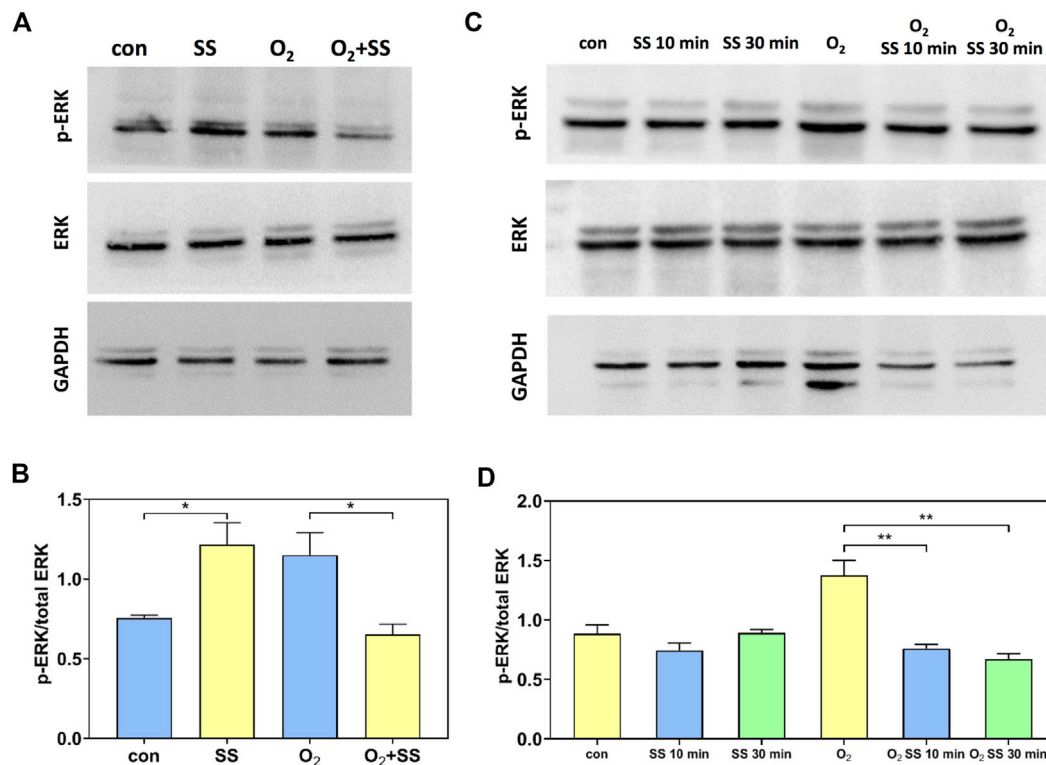 A
con SS O₂ O₂+SS
p-ERK
ERK
GAPDH
C
con SS 10 min SS 30 min O₂ O₂ SS 10 min O₂ SS 30 min
p-ERK
ERK
GAPDH
B
p-ERK/total ERK
1.5
1.0
0.5
0.0
* *
con SS O₂ O₂+SS
D
p-ERK/total ERK
2.0
1.5
1.0
0.5
0.0
**
**
con SS 10 min SS 30 min O₂ O₂ SS 10 min O₂ SS 30 min